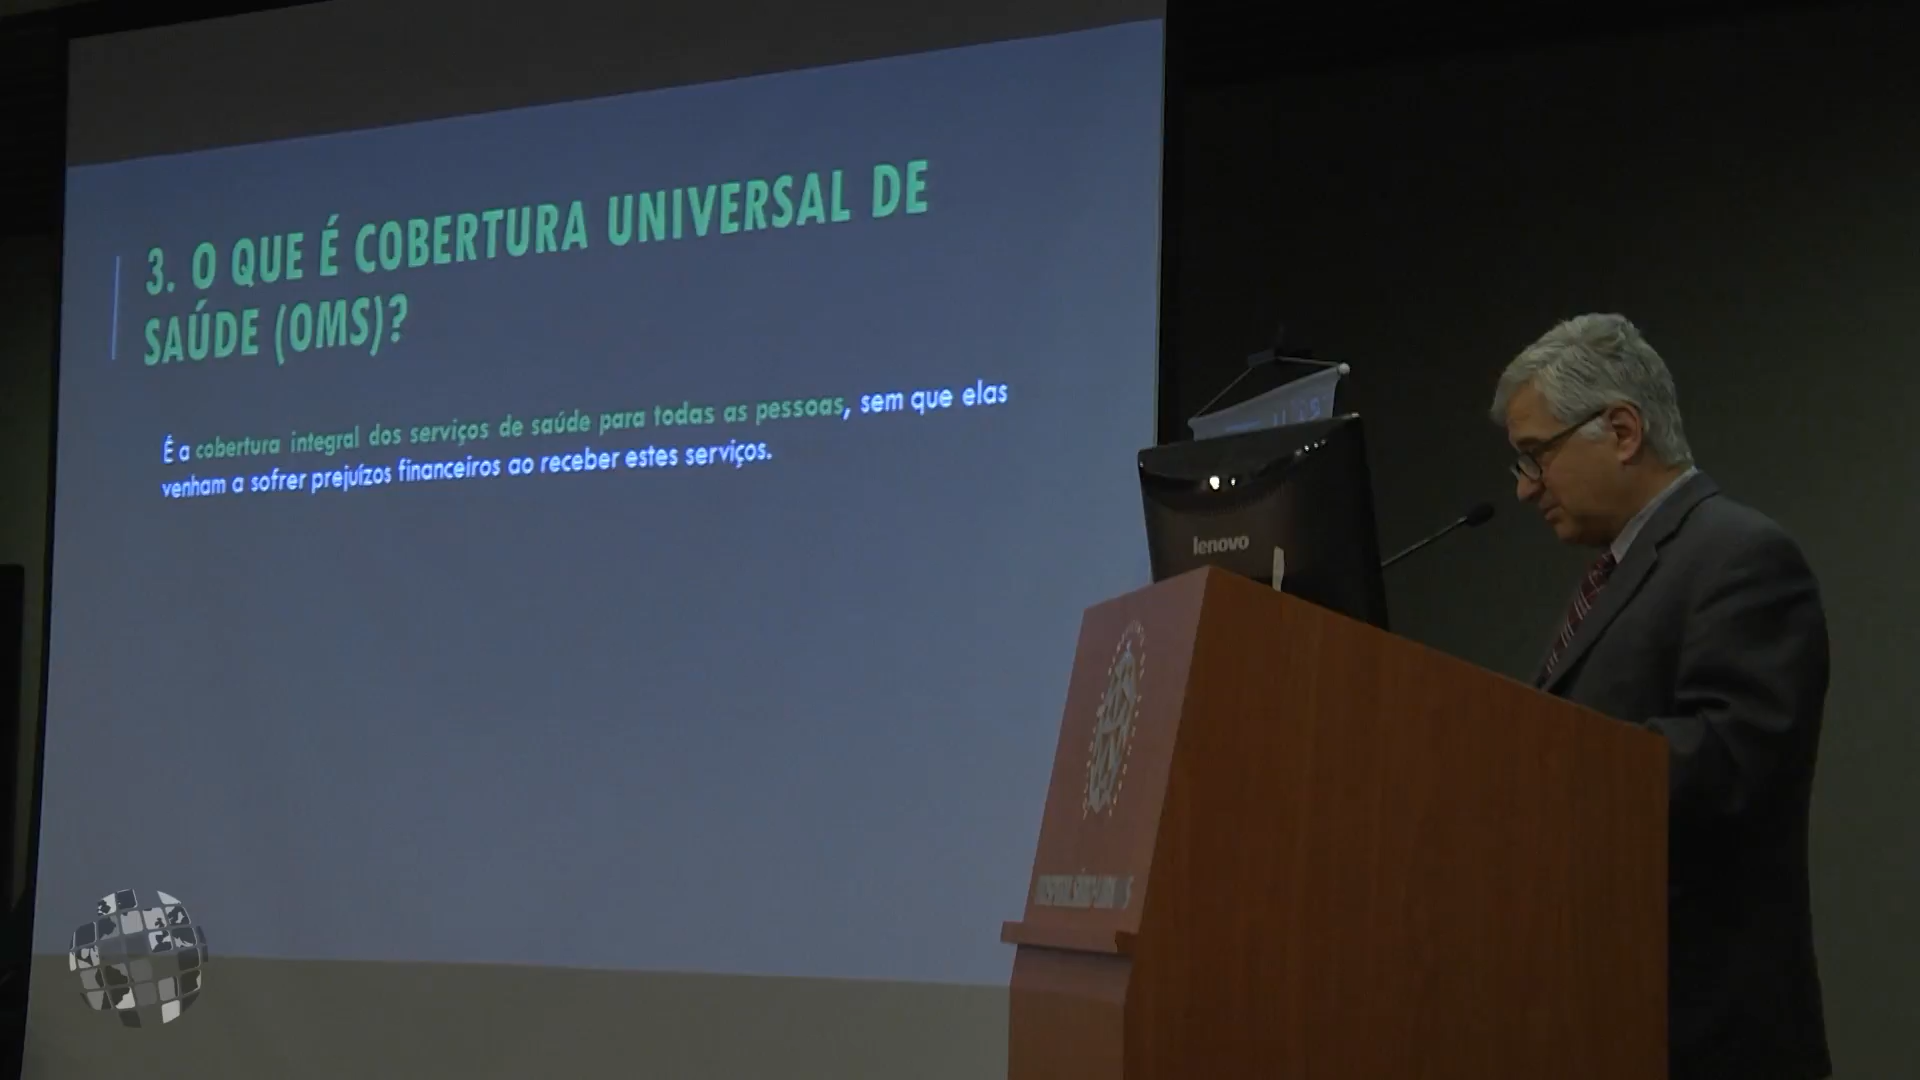 3. O QUE É COBERTURA UNIVERSAL DE
SAÚDE (OMS)?
É a cobertura integral dos serviços de saúde para todas as pessoas, sem que elas
venham a sofrer prejuízos financeiros ao receber estes serviços.
lenovo